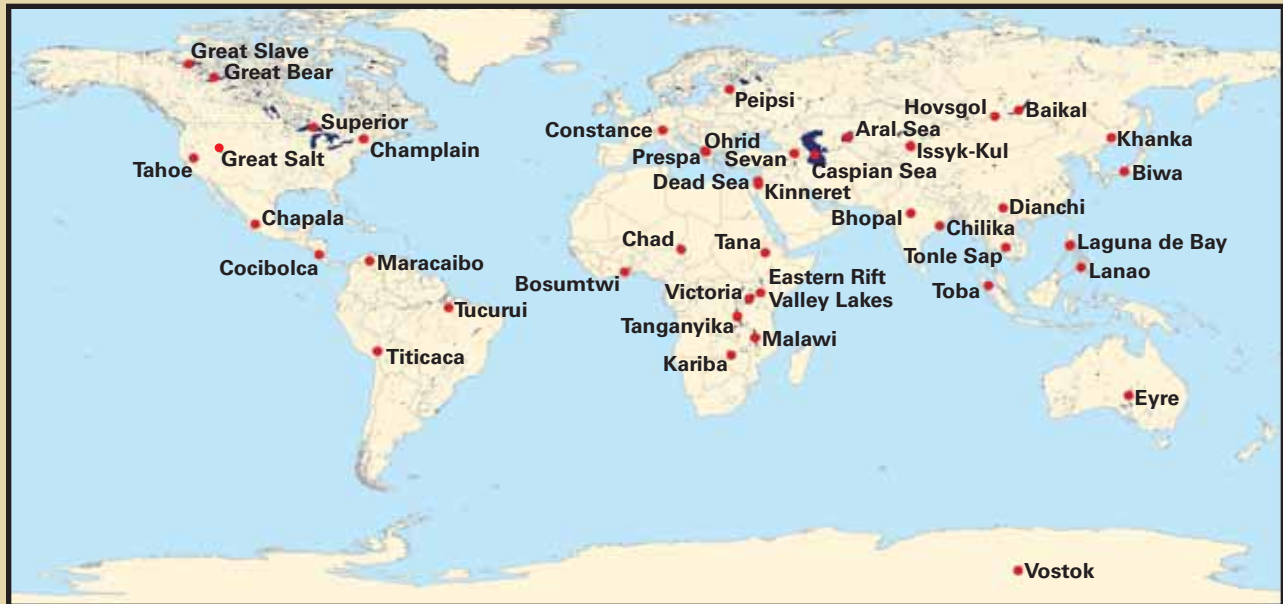 Great Slave
Great Bear
Superior
Champlain
Great Salt
Tahoe
Chapala
Cocibolca
Maracaibo
Tucurui
Titicaca
Peipsi
Constance
Ohrid
Prespa
Sevan
Aral Sea
Caspian Sea
Issyk-Kul
Hovsgol
Baikal
Khanka
Biwa
Dead Sea
Kinneret
Bhopal
Chilika
Dianchi
Tonle Sap
Laguna de Bay
Lanao
Toba
Chad
Tana
Bosumtwi
Victoria
Eastern Rift
Valley Lakes
Tanganyika
Malawi
Kariba
Eyre
Vostok